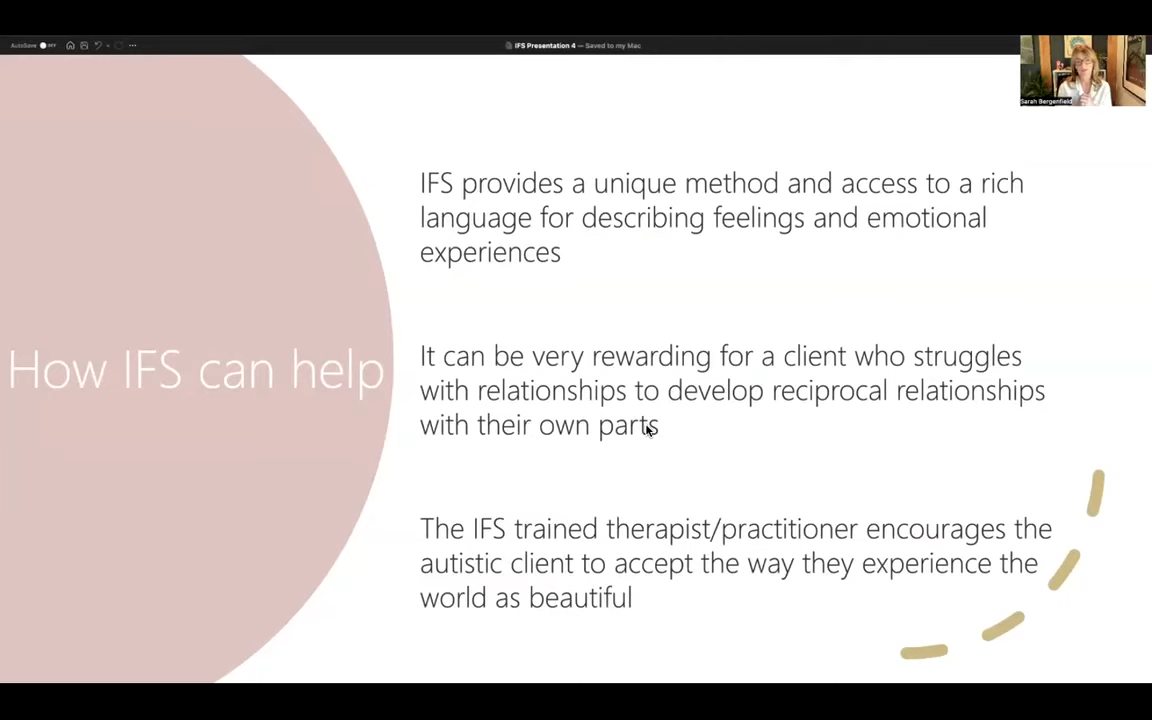 AutoSave OFF
IFS Presentation 4 — Saved to my Mac
Sarah Bergenfield
How IFS can help
IFS provides a unique method and access to a rich
language for describing feelings and emotional
experiences
It can be very rewarding for a client who struggles
with relationships to develop reciprocal relationships
with their own parts
The IFS trained therapist/practitioner encourages the
autistic client to accept the way they experience the
world as beautiful